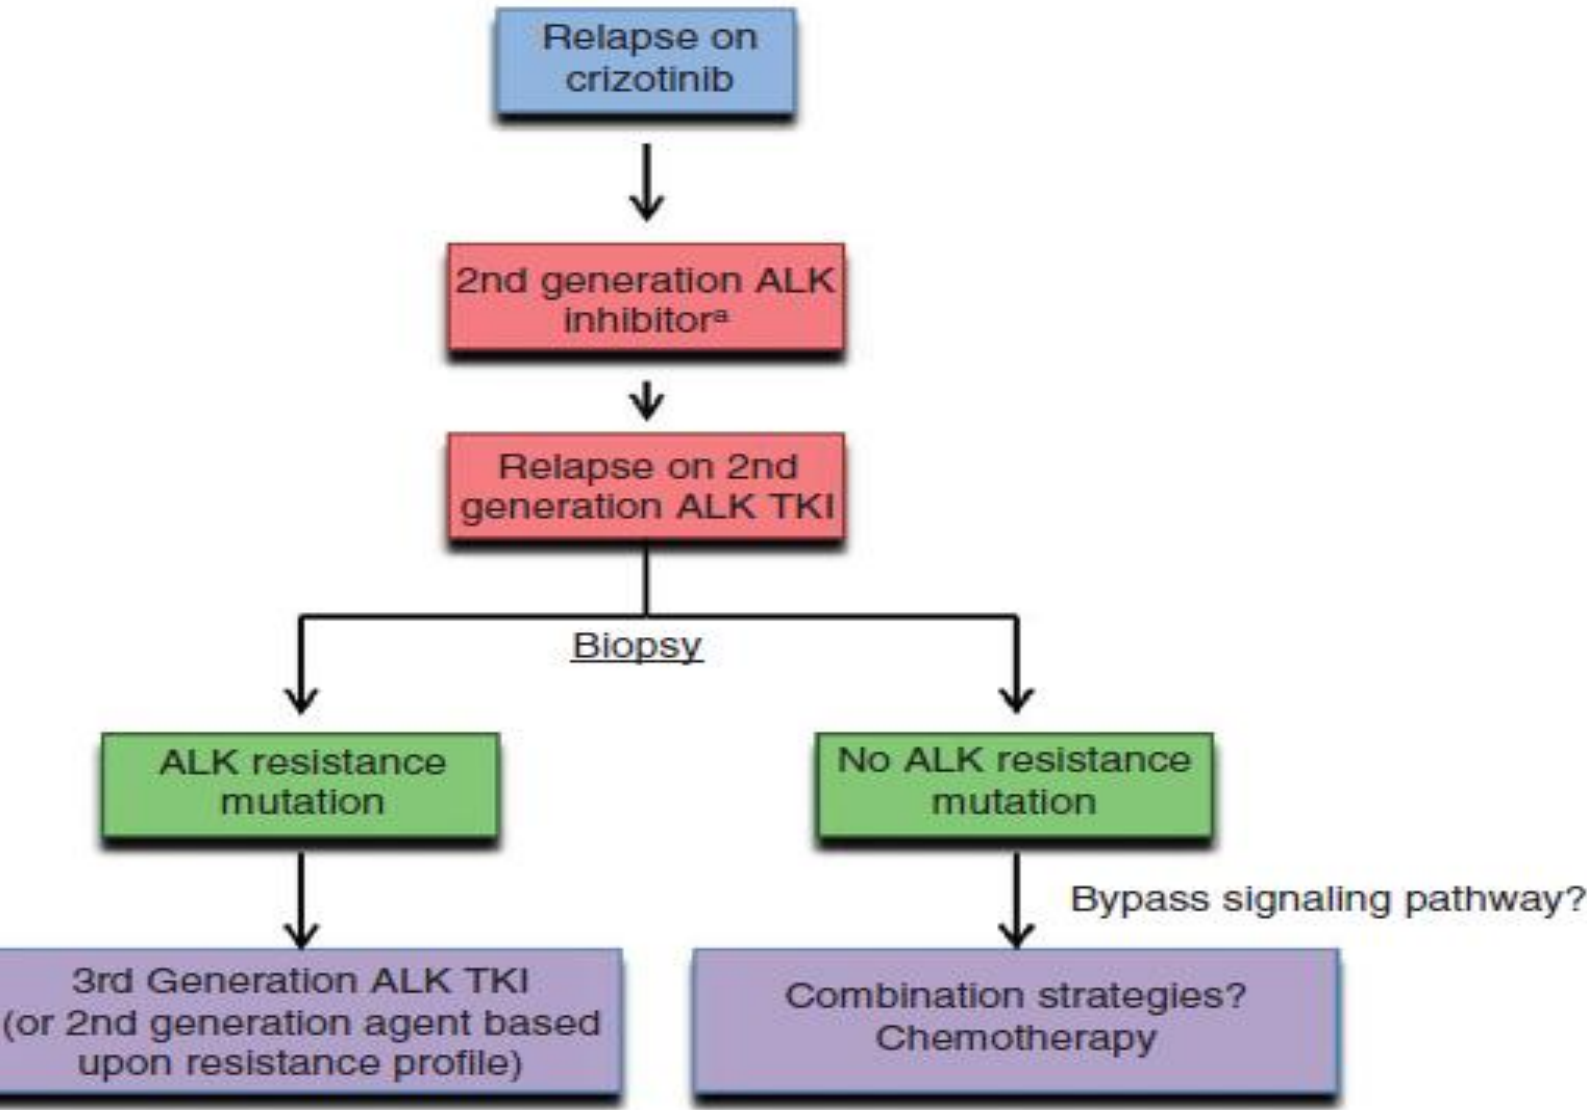 Relapse on
crizotinib
2nd generation ALK
inhibitorᵃ
Relapse on 2nd
generation ALK TKI
Biopsy
ALK resistance
mutation
No ALK resistance
mutation
Bypass signaling pathway?
3rd Generation ALK TKI
(or 2nd generation agent based
upon resistance profile)
Combination strategies?
Chemotherapy